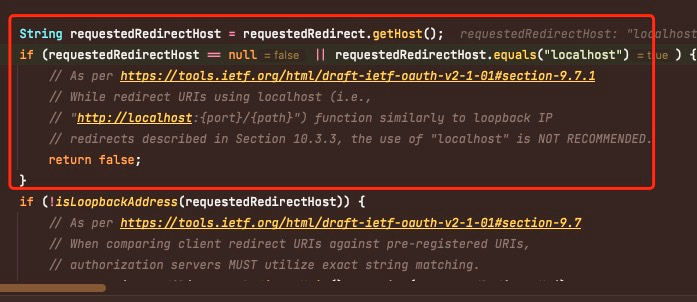 String requestedRedirectHost = requestedRedirect.getHost();  requestedRedirectHost: "localhost
if (requestedRedirectHost == null = false  || requestedRedirectHost.equals("localhost") = true ) {
// As per https://tools.ietf.org/html/draft-ietf-oauth-v2-1-01#section-9.7.1
// While redirect URIs using localhost (i.e.,
// "http://localhost:{port}/{path}") function similarly to loopback IP
// redirects described in Section 10.3.3, the use of "localhost" is NOT RECOMMENDED.
return false;
}
if (!isLoopbackAddress(requestedRedirectHost)) {
// As per https://tools.ietf.org/html/draft-ietf-oauth-v2-1-01#section-9.7
// When comparing client redirect URIs against pre-registered URIs,
// authorization servers MUST utilize exact string matching.